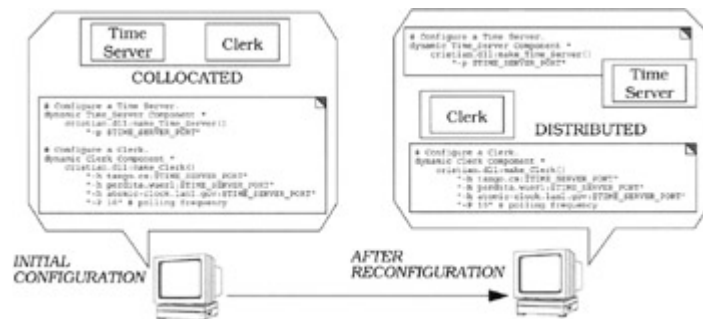 Time
Server
Clerk
COLLOCATED
# Configure a Time Server.
dynamic Time_Server Component *
cristian.dll:make_Time_Server()
"-p $TIME_SERVER_PORT"
# Configure a Clerk.
dynamic Clerk Component *
cristian.dll:make_Clerk()
"-h tango.cs:$TIME_SERVER_PORT"
"-h perdita.wuerl:$TIME_SERVER_PORT"
"-h atomic-clock.lanl.gov:$TIME_SERVER_PORT"
"-P 10" # polling frequency
INITIAL
CONFIGURATION
# Configure a Time Server.
dynamic Time_Server Component *
cristian.dll:make_Time_Server()
"-p $TIME_SERVER_PORT"
Time
Server
Clerk
DISTRIBUTED
# Configure a Clerk.
dynamic Clerk Component *
cristian.dll:make_Clerk()
"-h tango.cs:$TIME_SERVER_PORT"
"-h perdita.wuerl:$TIME_SERVER_PORT"
"-h atomic-clock.lanl.gov:$TIME_SERVER_PORT"
"-P 10" # polling frequency
AFTER
RECONFIGURATION